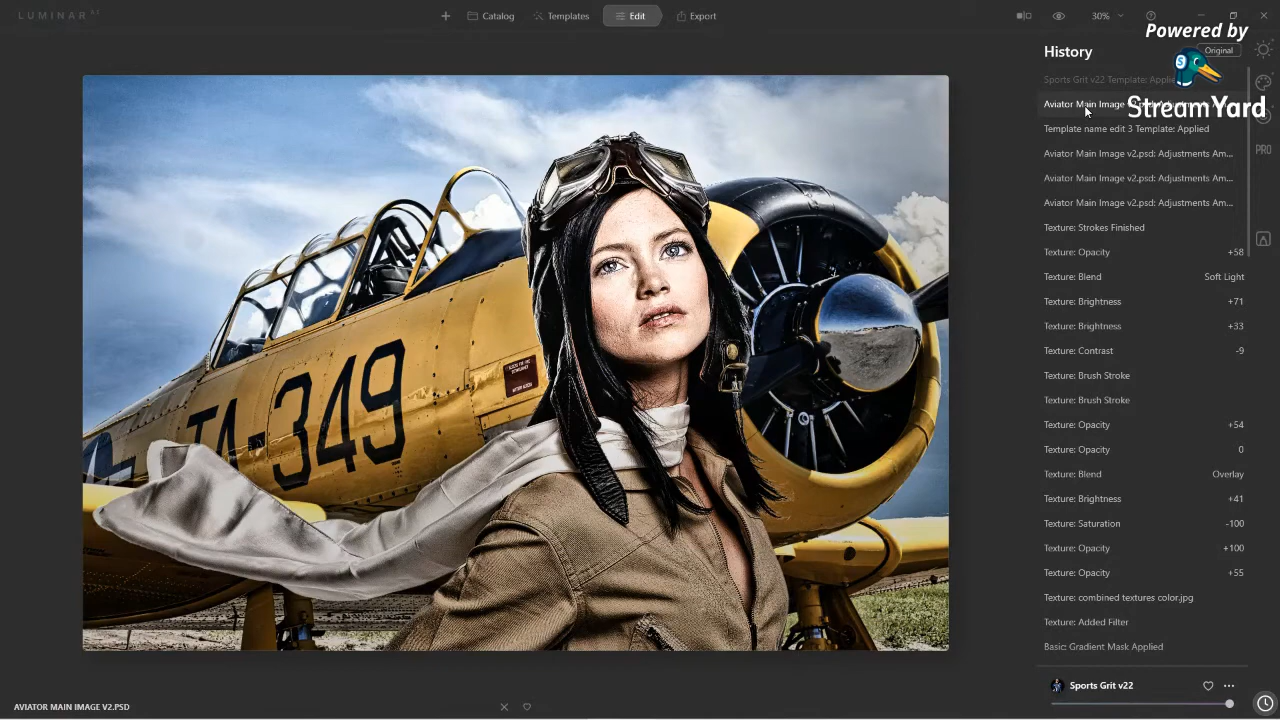 LUMINAR
Catalog
Templates
Edit
Export
30%
Powered by
StreamYard
History
Original
Sports Grit v22 Template: Applied
Aviator Main Image v2.psd: Adjustments
Template name edit 3 Template: Applied
Aviator Main Image v2.psd: Adjustments Am...
Aviator Main Image v2.psd: Adjustments Am...
Aviator Main Image v2.psd: Adjustments Am...
Texture: Strokes Finished
Texture: Opacity +58
Texture: Blend Soft Light
Texture: Brightness +71
Texture: Brightness +33
Texture: Contrast -9
Texture: Brush Stroke
Texture: Brush Stroke
Texture: Opacity +54
Texture: Opacity 0
Texture: Blend Overlay
Texture: Brightness +41
Texture: Saturation -100
Texture: Opacity +100
Texture: Opacity +55
Texture: combined textures color.jpg
Texture: Added Filter
Basic: Gradient Mask Applied
PRO
Sports Grit v22
TA-349
AVIATOR MAIN IMAGE V2.PSD